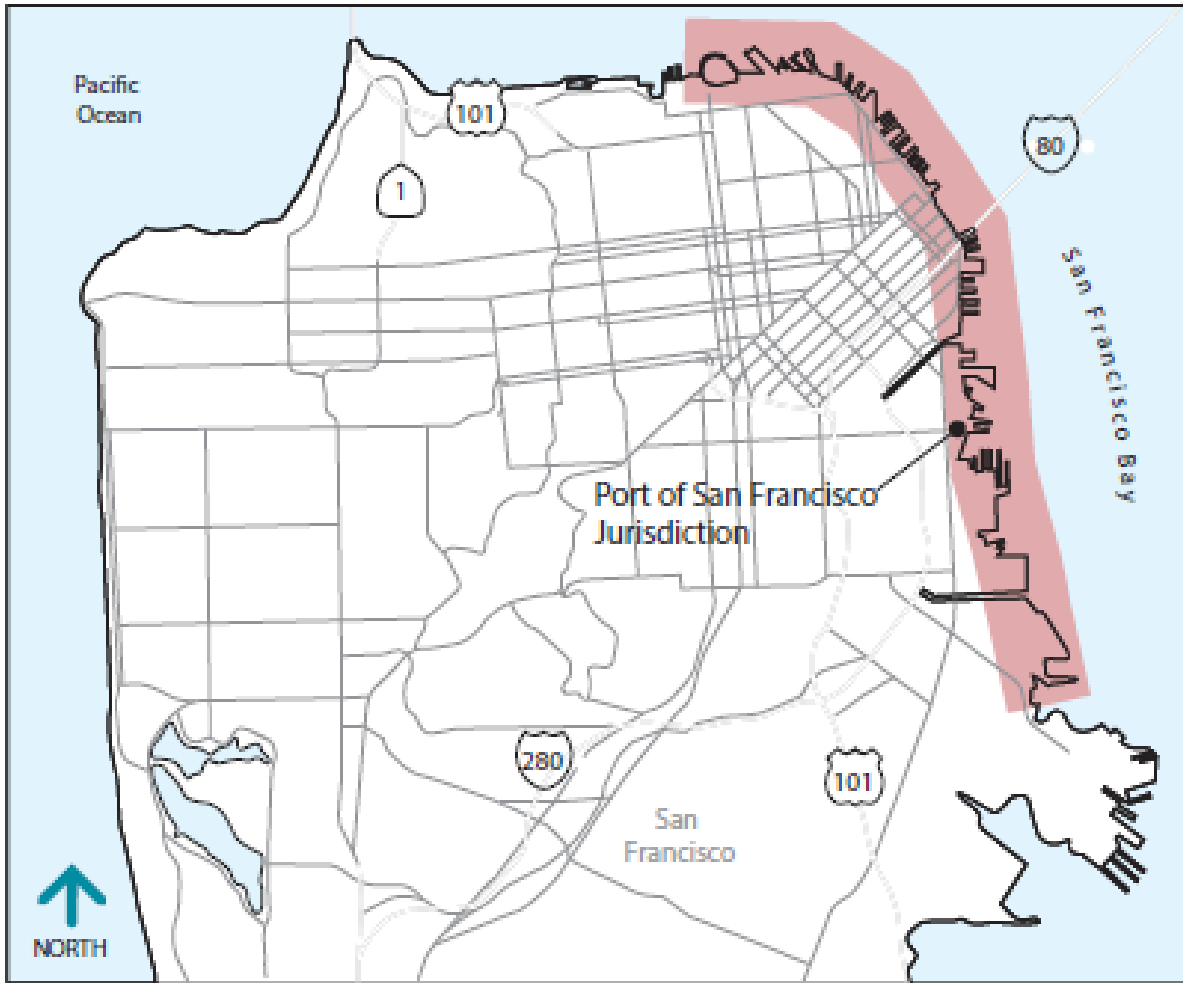 Pacific
Ocean
101
80
1
San Francisco Bay
Port of San Francisco
Jurisdiction
280
101
San
Francisco
NORTH